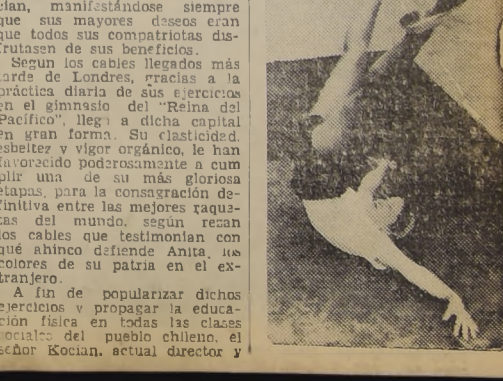 cían, manifestándose siempre
que sus mayores deseos eran
que todos sus compatriotas dis-
frutasen de sus beneficios.
Según los cables llegados más
tarde de Londres, gracias a la
práctica diaria de sus ejercicios
en el gimnasio del "Reina del
Pacífico", llegó a dicha capital
en gran forma. Su elasticidad,
esbeltez y vigor orgánico, le han
favorecido poderosamente a cum
plir una de su más gloriosa
etapas, para la consagración de-
finitiva entre las mejores raque-
tas del mundo, según rezan
los cables que testimonian con
qué ahinco defiende Anita, los
colores de su patria en el ex-
tranjero.
A fin de popularizar dichos
ejercicios y propagar la educa-
ción física en todas las clases
sociales del pueblo chileno, el
señor Kocian, actual director y